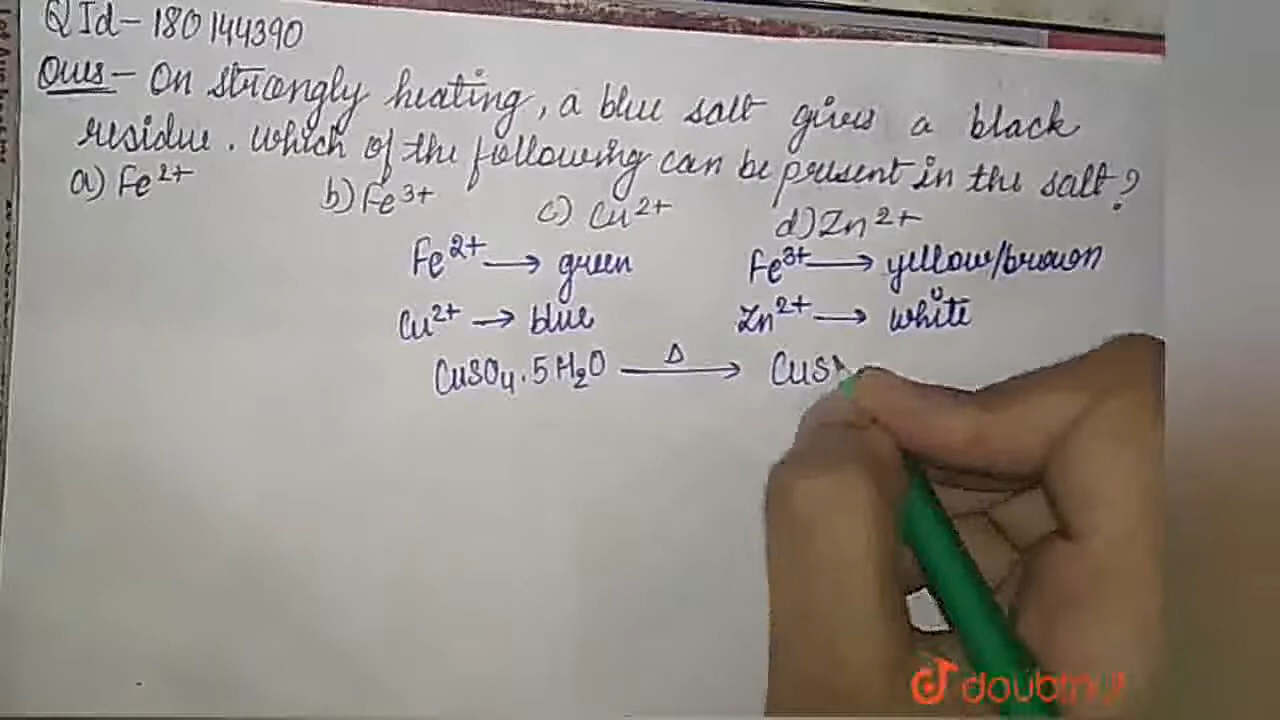 Q Id - 180144390
Ques - On strongly heating, a blue salt gives a black
residue. which of the following can be present in the salt?
a) Fe²⁺ b) Fe³⁺ c) Cu²⁺ d) Zn²⁺
Fe²⁺ → green Fe³⁺ → yellow/brown
Cu²⁺ → blue Zn²⁺ → white
CuSO₄.5H₂O —Δ→ CuS
doubtnut